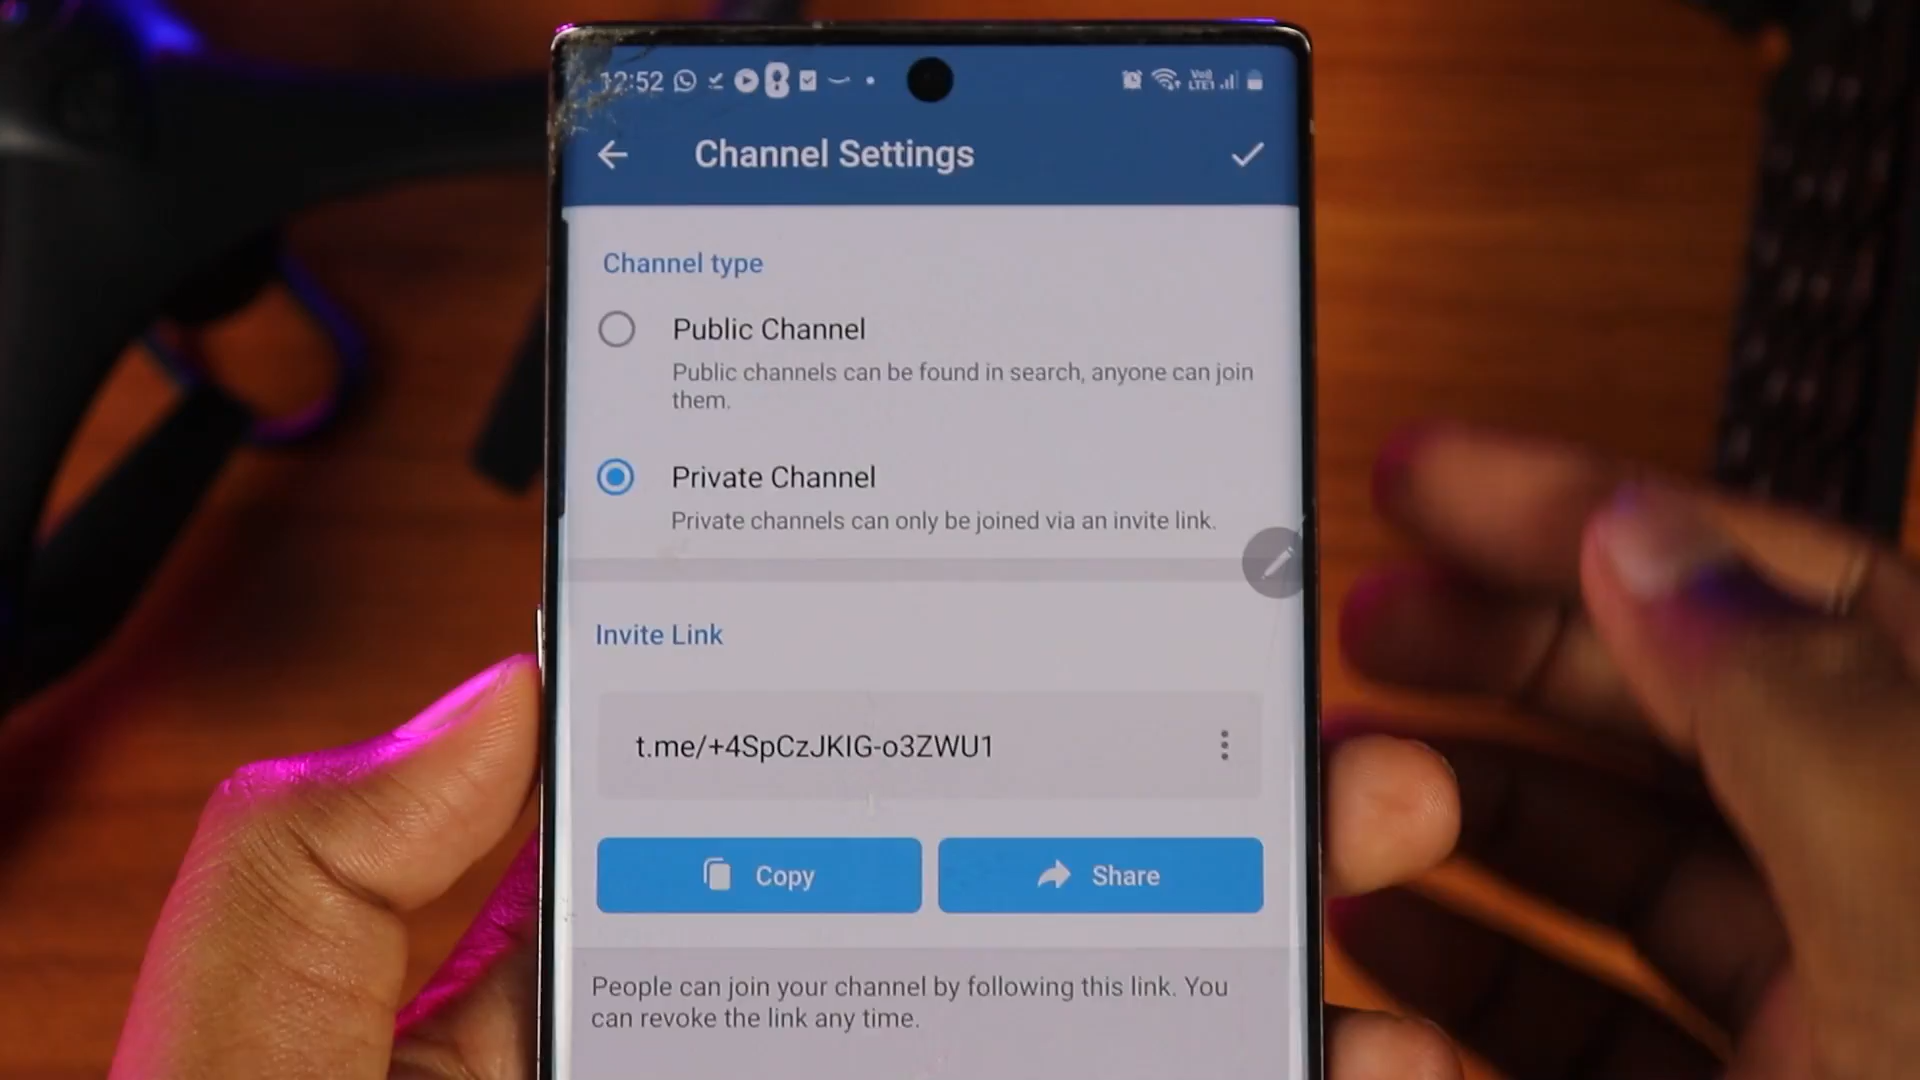 12:52
Vo))
LTE1
Channel Settings
Channel type
Public Channel
Public channels can be found in search, anyone can join
them.
Private Channel
Private channels can only be joined via an invite link.
Invite Link
t.me/+4SpCzJKIG-o3ZWU1
Copy
Share
People can join your channel by following this link. You
can revoke the link any time.